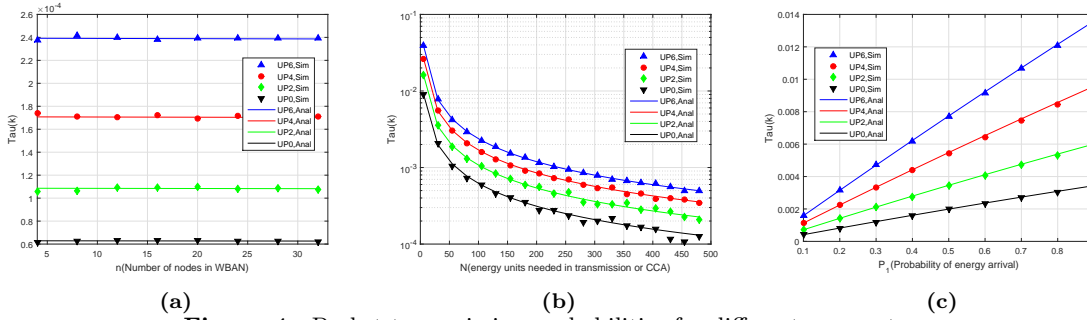 ×10⁻⁴
2.6
2.4
2.2
2
1.8
1.6
1.4
1.2
1
0.8
0.6
Tau(k)
UP6,Sim
UP4,Sim
UP2,Sim
UP0,Sim
UP6,Anal
UP4,Anal
UP2,Anal
UP0,Anal
5 10 15 20 25 30
n(Number of nodes in WBAN)
(a)
10⁻¹
10⁻²
10⁻³
10⁻⁴
Tau(k)
UP6,Sim
UP4,Sim
UP2,Sim
UP0,Sim
UP6,Anal
UP4,Anal
UP2,Anal
UP0,Anal
0 50 100 150 200 250 300 350 400 450 500
N(energy units needed in transmission or CCA)
(b)
0.014
0.012
0.01
0.008
0.006
0.004
0.002
0
Tau(k)
UP6,Sim
UP4,Sim
UP2,Sim
UP0,Sim
UP6,Anal
UP4,Anal
UP2,Anal
UP0,Anal
0.1 0.2 0.3 0.4 0.5 0.6 0.7 0.8
P₁(Probability of energy arrival)
(c)